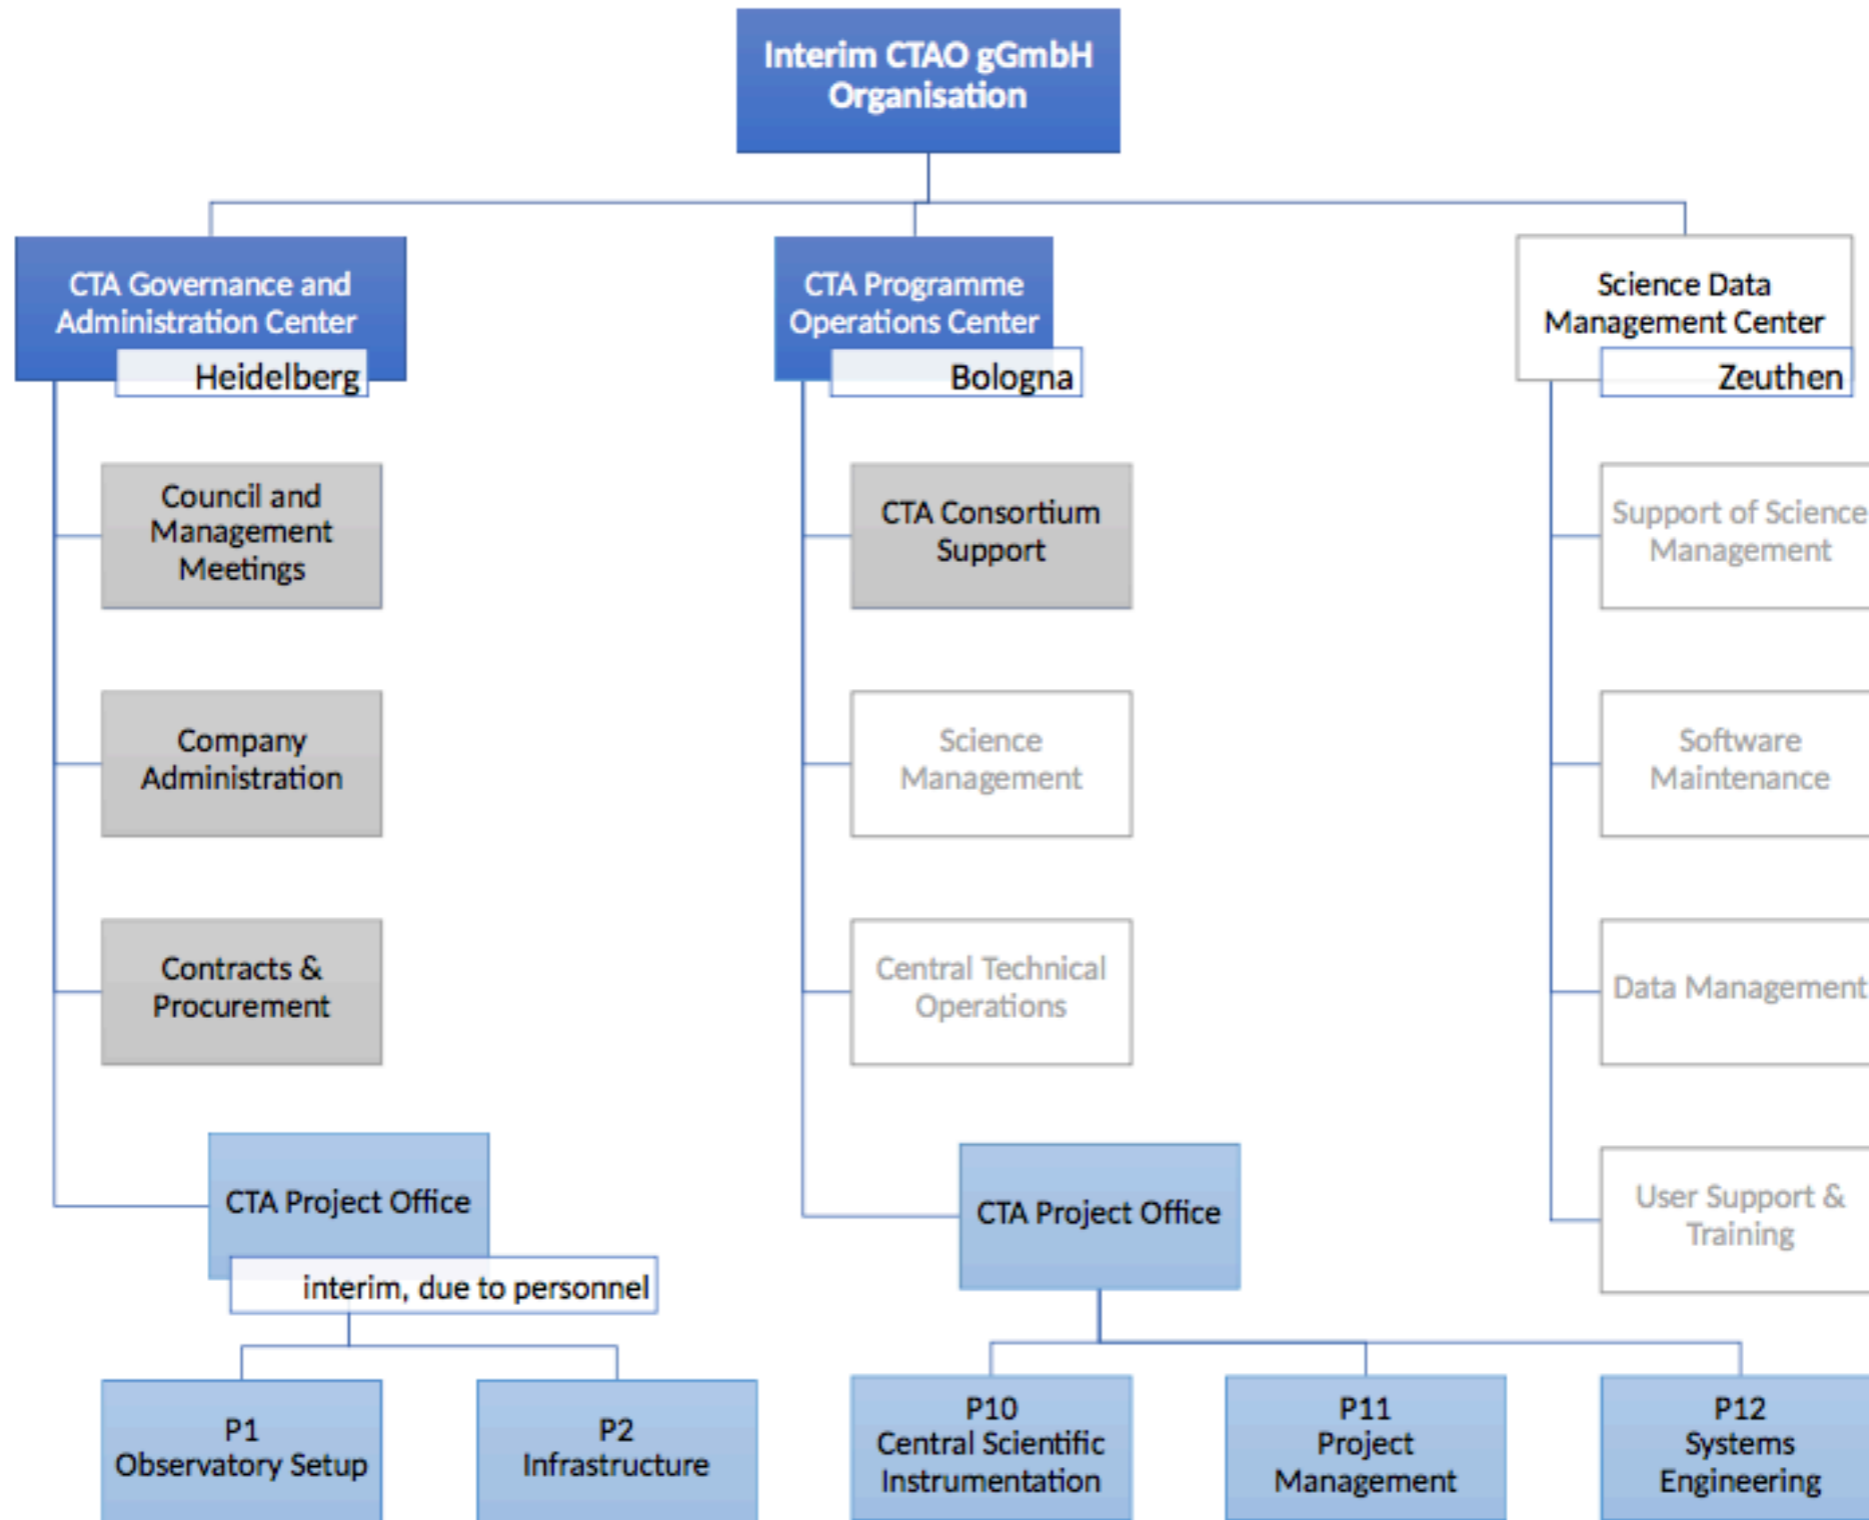 Interim CTAO gGmbH
Organisation
CTA Governance and
Administration Center
Heidelberg
CTA Programme
Operations Center
Bologna
Science Data
Management Center
Zeuthen
Council and
Management
Meetings
CTA Consortium
Support
Support of Science
Management
Company
Administration
Science
Management
Software
Maintenance
Contracts &
Procurement
Central Technical
Operations
Data Management
CTA Project Office
interim, due to personnel
CTA Project Office
User Support &
Training
P1
Observatory Setup
P2
Infrastructure
P10
Central Scientific
Instrumentation
P11
Project
Management
P12
Systems
Engineering